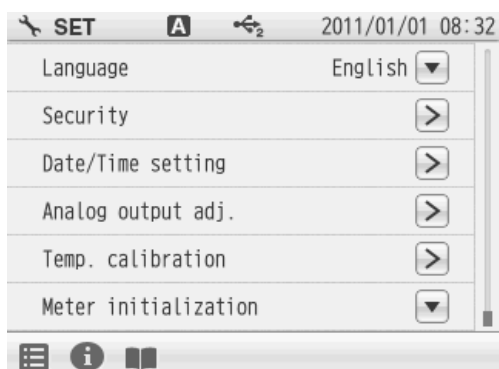 SET A 2 2011/01/01 08:32
Language English
Security
Date/Time setting
Analog output adj.
Temp. calibration
Meter initialization